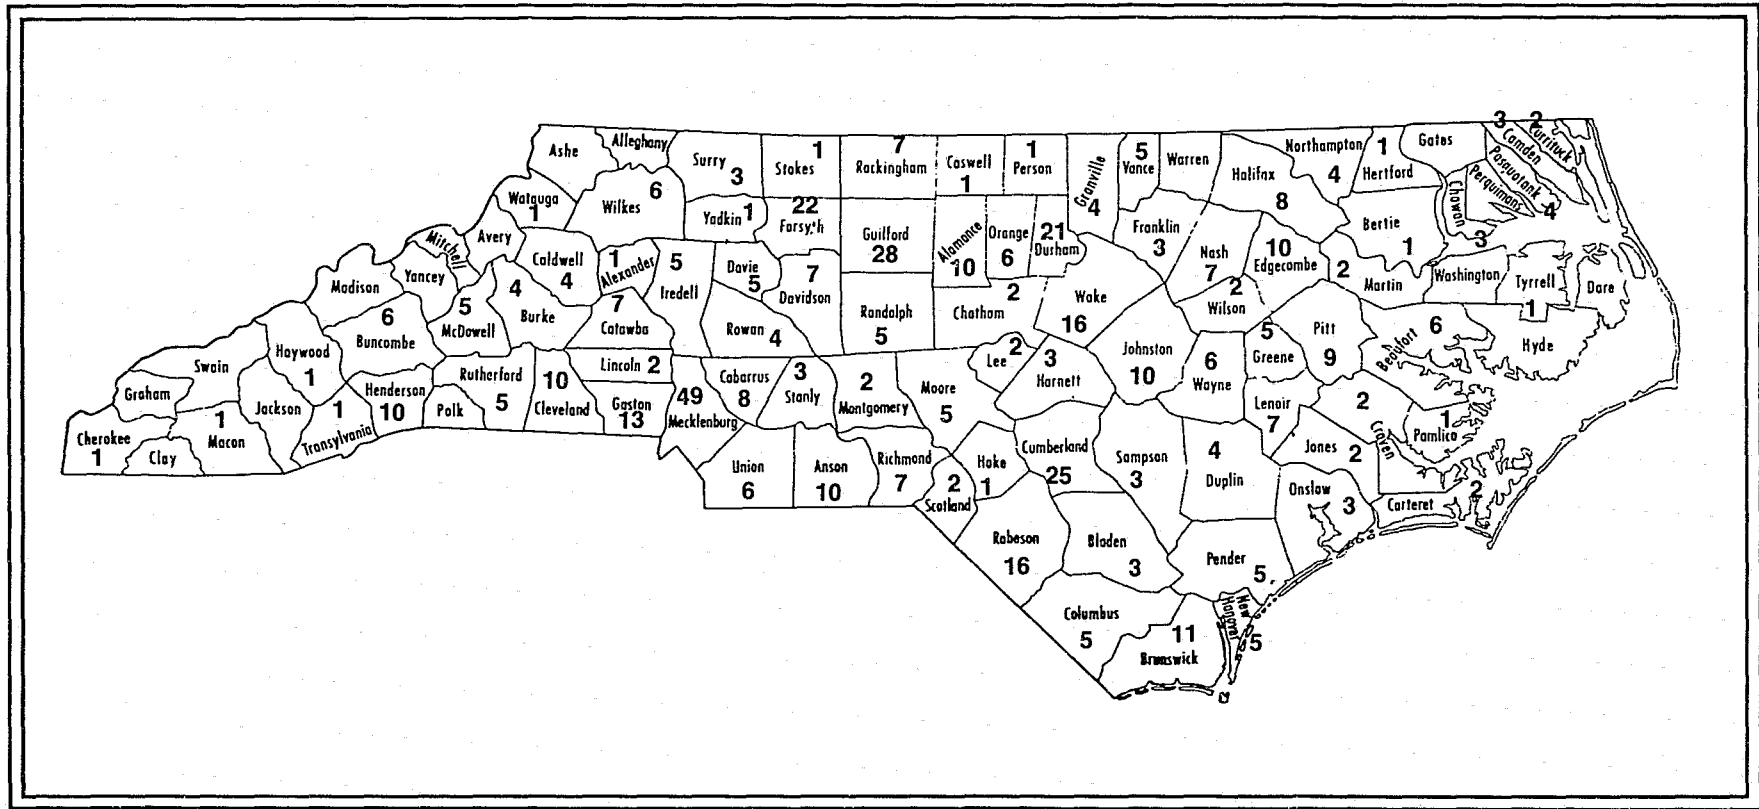 Ashe
Alleghany
Surry
3
Stokes
1
Rockingham
7
Caswell
1
Person
1
Granville
4
Vance
5
Warren
Northampton
4
Hertford
1
Gates
Camden
3
Currituck
2
Pasquotank
4
Perquimans
Chowan
3
Watauga
1
Wilkes
6
Yadkin
1
Forsyth
22
Guilford
28
Alamance
10
Orange
6
Durham
21
Franklin
3
Halifax
8
Nash
7
Edgecombe
10
Bertie
1
Martin
2
Washington
Tyrrell
1
Dare
Mitchell
Avery
Caldwell
4
Alexander
1
Iredell
5
Davie
5
Davidson
7
Randolph
5
Chatham
2
Wake
16
Wilson
2
Madison
Yancey
McDowell
5
Burke
4
Catawba
7
Rowan
4
Johnston
10
Greene
5
Pitt
9
Beaufort
6
Hyde
Swain
Haywood
1
Buncombe
6
Rutherford
5
Lincoln
2
Cabarrus
8
Stanly
3
Montgomery
2
Moore
5
Lee
2
Harnett
3
Wayne
6
Lenoir
7
Craven
2
Pamlico
1
Graham
Jackson
Henderson
10
Polk
Cleveland
10
Gaston
13
Mecklenburg
49
Cherokee
1
Clay
Macon
1
Transylvania
1
Union
6
Anson
10
Richmond
7
Scotland
2
Hoke
1
Cumberland
25
Sampson
3
Duplin
4
Jones
2
Onslow
3
Carteret
2
Robeson
16
Bladen
3
Pender
5
Columbus
5
Brunswick
11
New
Hanover
5